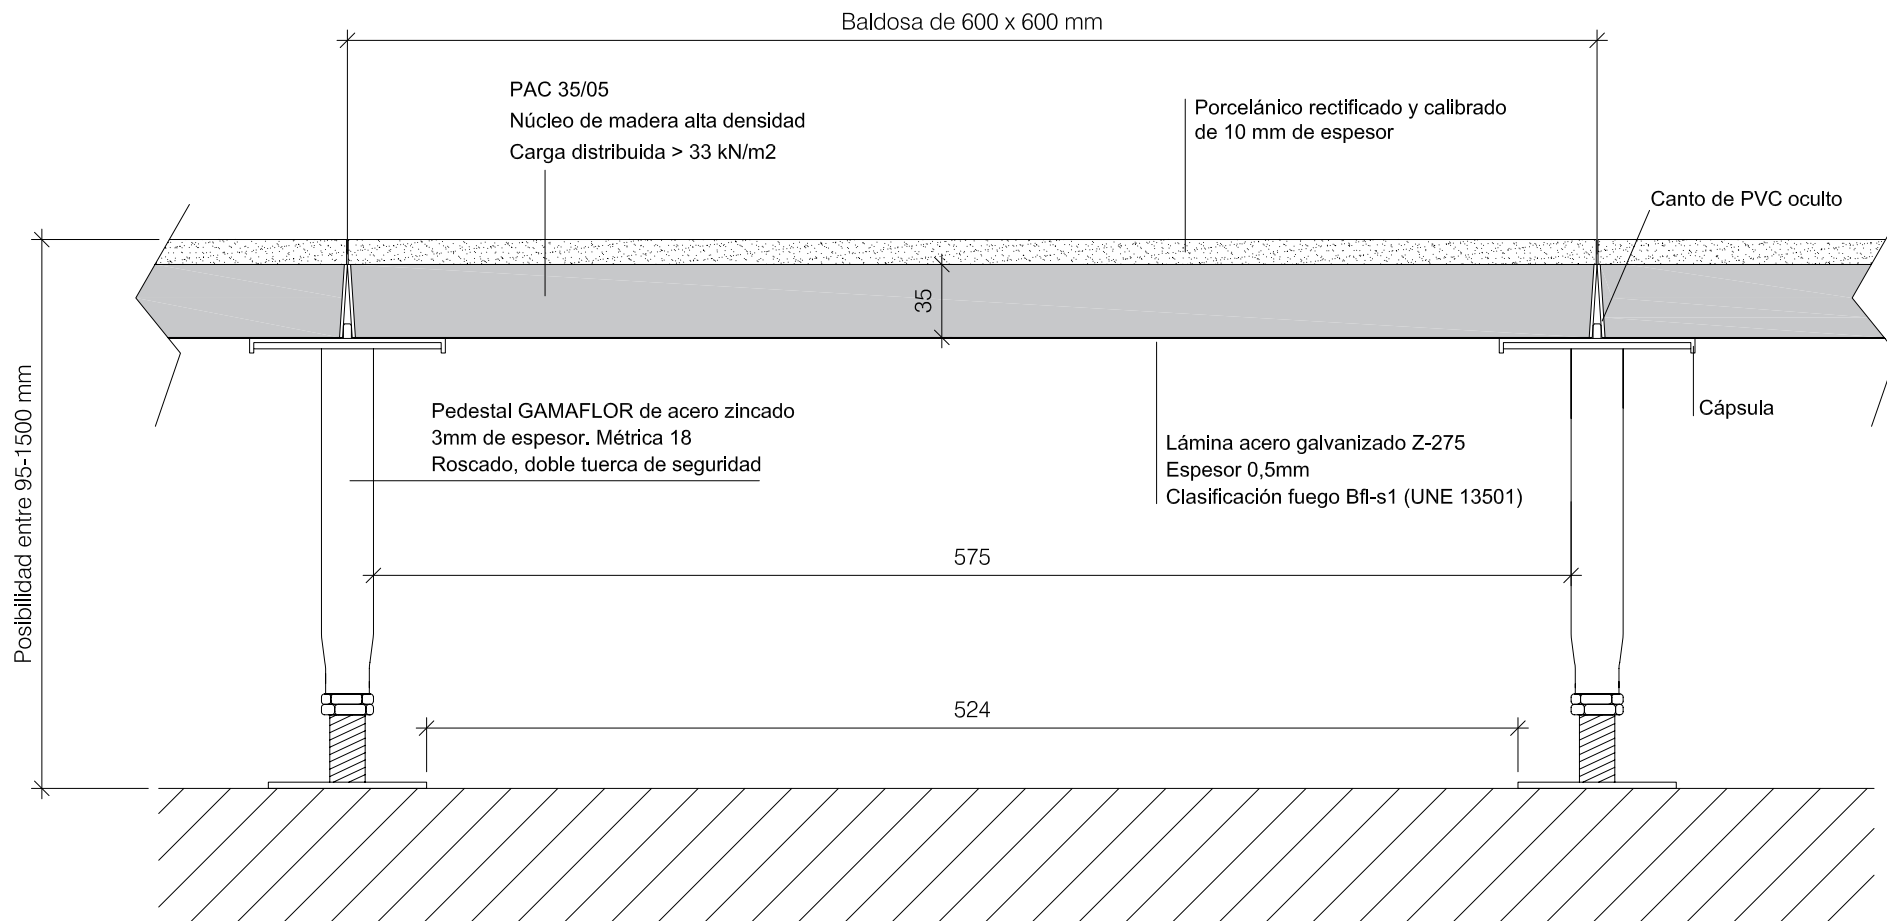 Baldosa de 600 x 600 mm
PAC 35/05
Núcleo de madera alta densidad
Carga distribuida > 33 kN/m2
Porcelánico rectificado y calibrado
de 10 mm de espesor
Canto de PVC oculto
35
Posibilidad entre 95-1500 mm
Pedestal GAMAFLOR de acero zincado
3mm de espesor. Métrica 18
Roscado, doble tuerca de seguridad
Cápsula
Lámina acero galvanizado Z-275
Espesor 0,5mm
Clasificación fuego Bfl-s1 (UNE 13501)
575
524